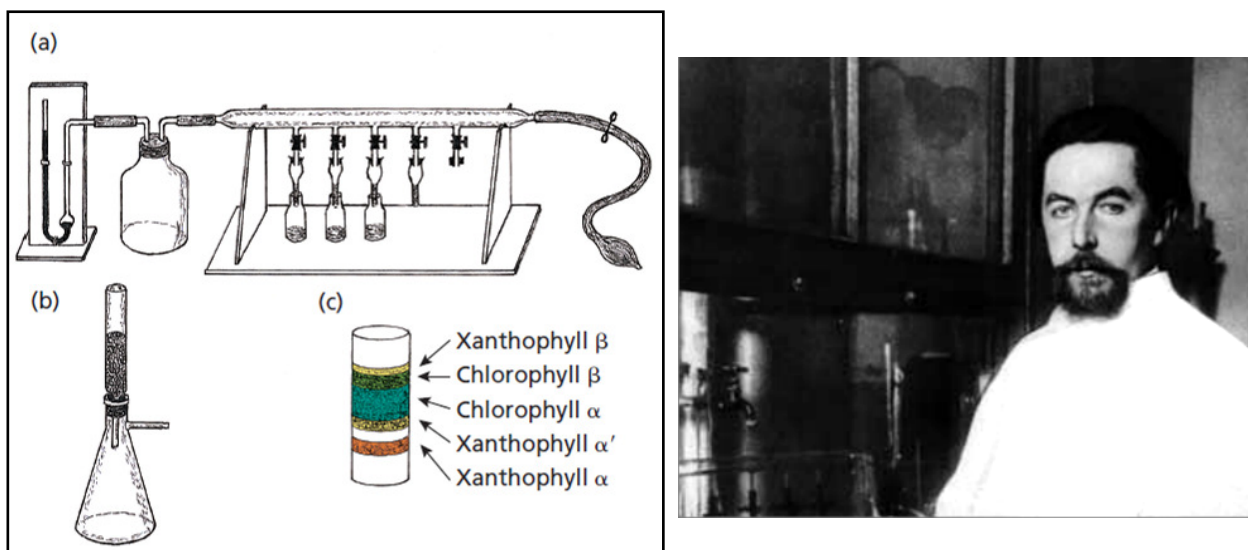 (a)
(b)
(c)
Xanthophyll β
Chlorophyll β
Chlorophyll α
Xanthophyll α′
Xanthophyll α